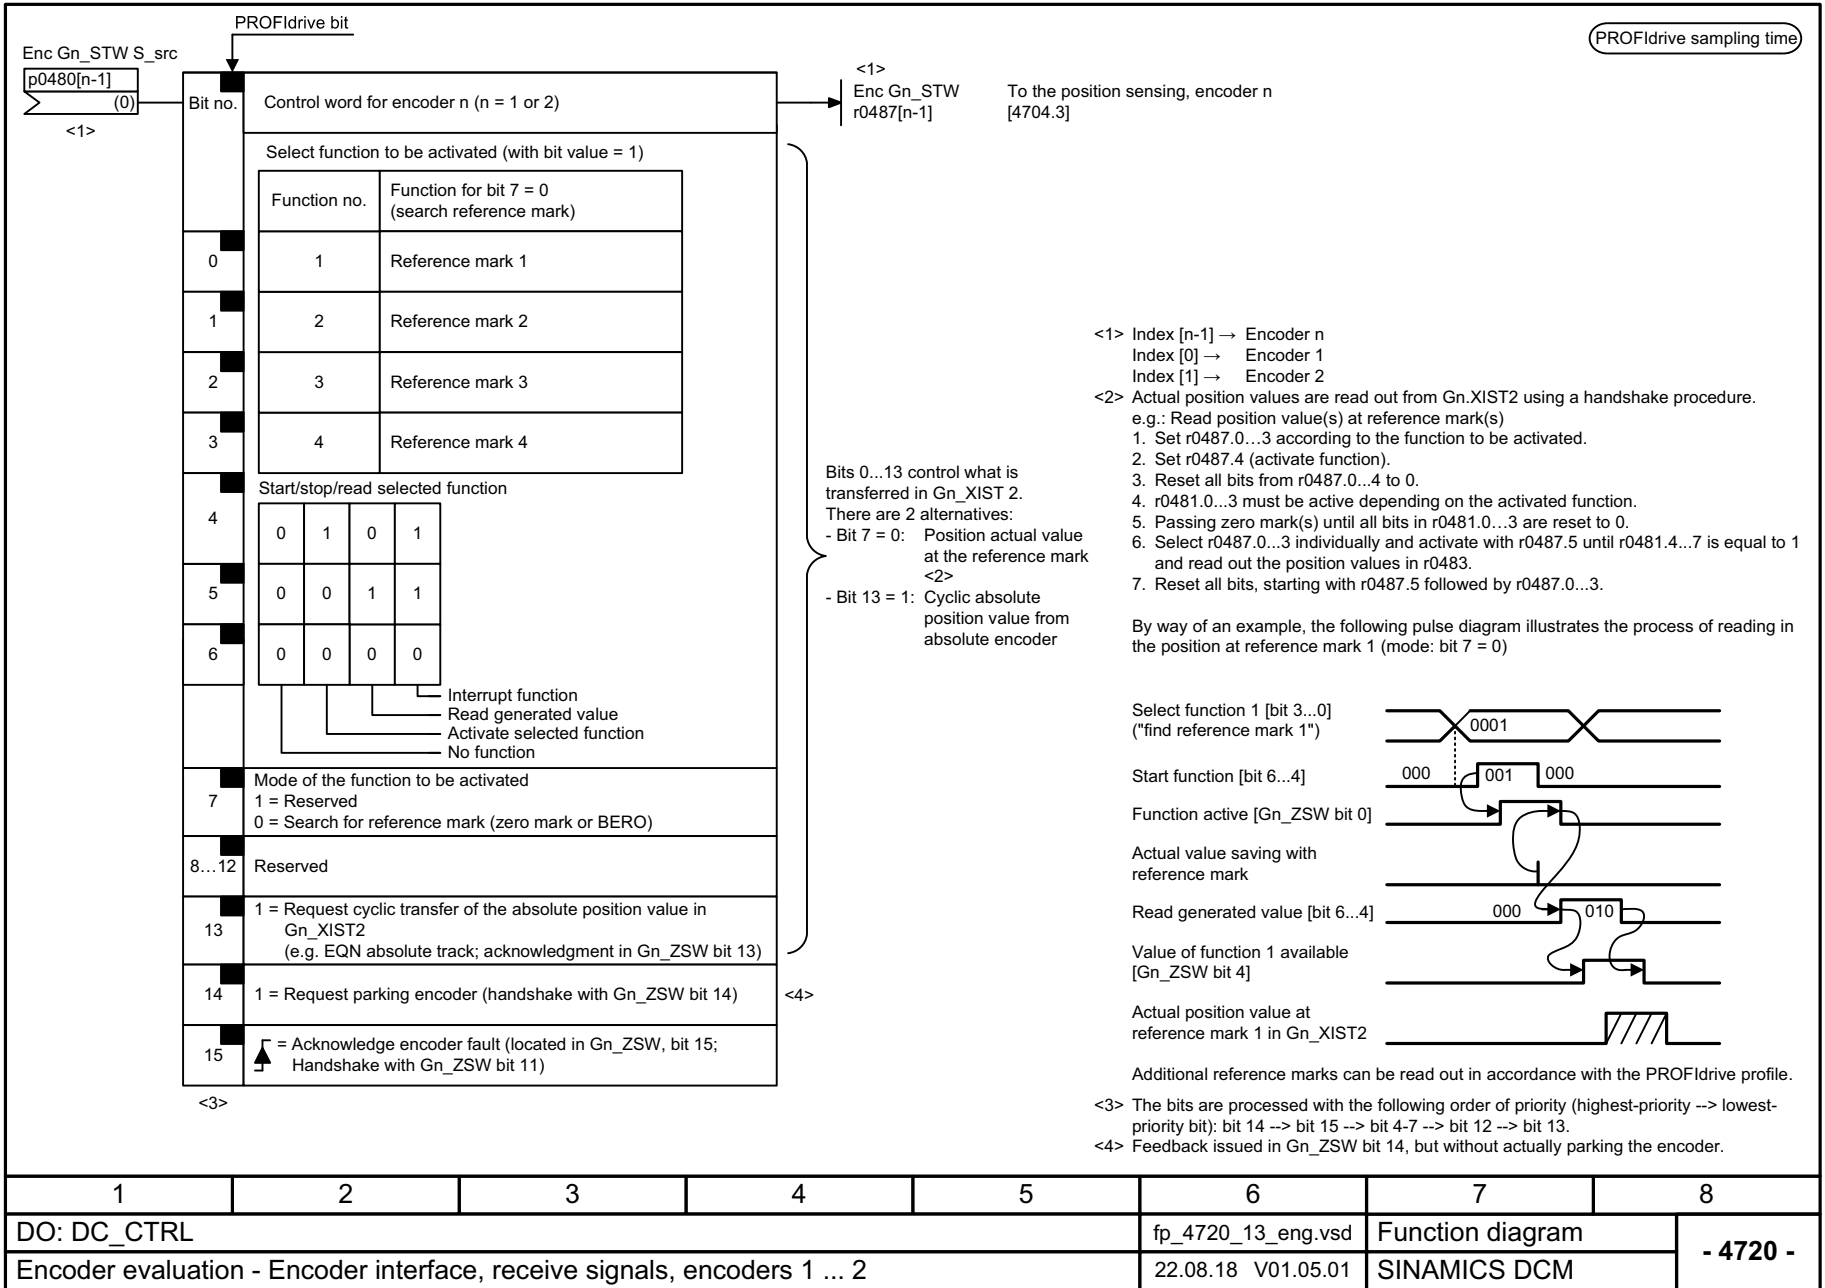 PROFIdrive bit
PROFIdrive sampling time
Enc Gn_STW S_src
p0480[n-1]
(0)
<1>
Bit no.
Control word for encoder n (n = 1 or 2)
<1>
Enc Gn_STW
r0487[n-1]
To the position sensing, encoder n
[4704.3]
Select function to be activated (with bit value = 1)
Function no.
Function for bit 7 = 0
(search reference mark)
0
1
Reference mark 1
1
2
Reference mark 2
2
3
Reference mark 3
3
4
Reference mark 4
Start/stop/read selected function
4
0 1 0 1
5
0 0 1 1
6
0 0 0 0
Interrupt function
Read generated value
Activate selected function
No function
7
Mode of the function to be activated
1 = Reserved
0 = Search for reference mark (zero mark or BERO)
8…12
Reserved
13
1 = Request cyclic transfer of the absolute position value in
Gn_XIST2
(e.g. EQN absolute track; acknowledgment in Gn_ZSW bit 13)
14
1 = Request parking encoder (handshake with Gn_ZSW bit 14)
<4>
15
= Acknowledge encoder fault (located in Gn_ZSW, bit 15;
Handshake with Gn_ZSW bit 11)
<3>
Bits 0...13 control what is
transferred in Gn_XIST 2.
There are 2 alternatives:
- Bit 7 = 0: Position actual value
at the reference mark
<2>
- Bit 13 = 1: Cyclic absolute
position value from
absolute encoder
<1> Index [n-1] → Encoder n
Index [0] → Encoder 1
Index [1] → Encoder 2
<2> Actual position values are read out from Gn.XIST2 using a handshake procedure.
e.g.: Read position value(s) at reference mark(s)
1. Set r0487.0…3 according to the function to be activated.
2. Set r0487.4 (activate function).
3. Reset all bits from r0487.0...4 to 0.
4. r0481.0...3 must be active depending on the activated function.
5. Passing zero mark(s) until all bits in r0481.0…3 are reset to 0.
6. Select r0487.0...3 individually and activate with r0487.5 until r0481.4...7 is equal to 1
and read out the position values in r0483.
7. Reset all bits, starting with r0487.5 followed by r0487.0...3.
By way of an example, the following pulse diagram illustrates the process of reading in
the position at reference mark 1 (mode: bit 7 = 0)
Select function 1 [bit 3...0]
("find reference mark 1")
0001
Start function [bit 6...4]
000 001 000
Function active [Gn_ZSW bit 0]
Actual value saving with
reference mark
Read generated value [bit 6...4]
000 010
Value of function 1 available
[Gn_ZSW bit 4]
Actual position value at
reference mark 1 in Gn_XIST2
Additional reference marks can be read out in accordance with the PROFIdrive profile.
<3> The bits are processed with the following order of priority (highest-priority --> lowest-
priority bit): bit 14 --> bit 15 --> bit 4-7 --> bit 12 --> bit 13.
<4> Feedback issued in Gn_ZSW bit 14, but without actually parking the encoder.
1 2 3 4 5 6 7 8
DO: DC_CTRL
fp_4720_13_eng.vsd
Function diagram
- 4720 -
Encoder evaluation - Encoder interface, receive signals, encoders 1 ... 2
22.08.18 V01.05.01
SINAMICS DCM